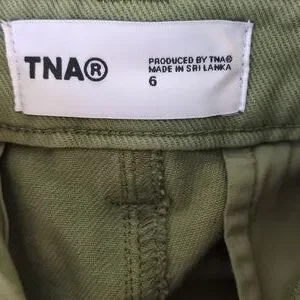 TNA®
PRODUCED BY TNA®
MADE IN SRI LANKA
6